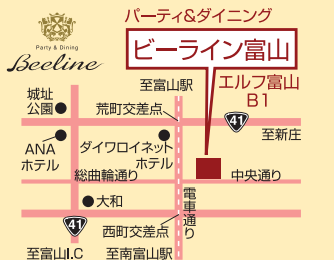 Party & Dining
Beeline
パーティ&ダイニング
ビーライン富山
エルフ富山
B1
至富山駅
城址
公園
荒町交差点
41
至新庄
ANA
ホテル
ダイワロイネット
ホテル
総曲輪通り
中央通り
大和
電車通り
41
西町交差点
至富山I.C
至南富山駅